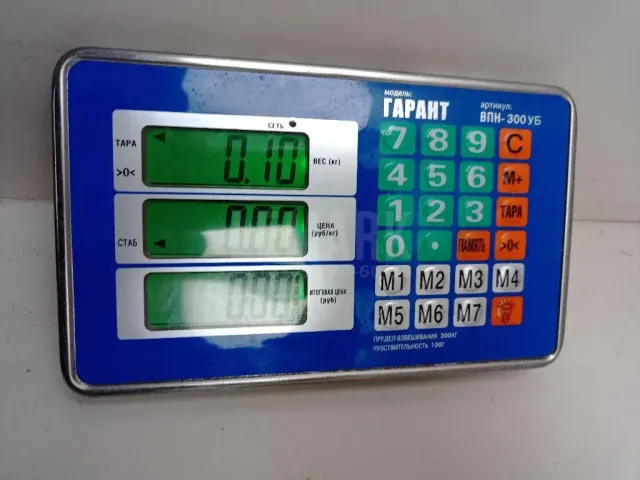 модель:
ГАРАНТ
артикул:
ВПН-300УБ
СЕТЬ
ТАРА
>0<
0.10
ВЕС (кг)
СТАБ
0.00
ЦЕНА
(руб/кг)
0.00
ИТОГОВАЯ ЦЕНА
(руб)
7 8 9 C
4 5 6 M+
1 2 3 ТАРА
0 . ПАМЯТЬ >0<
M1 M2 M3 M4
M5 M6 M7
ПРЕДЕЛ ВЗВЕШИВАНИЯ 300КГ
ЧУВСТВИТЕЛЬНОСТЬ 100Г